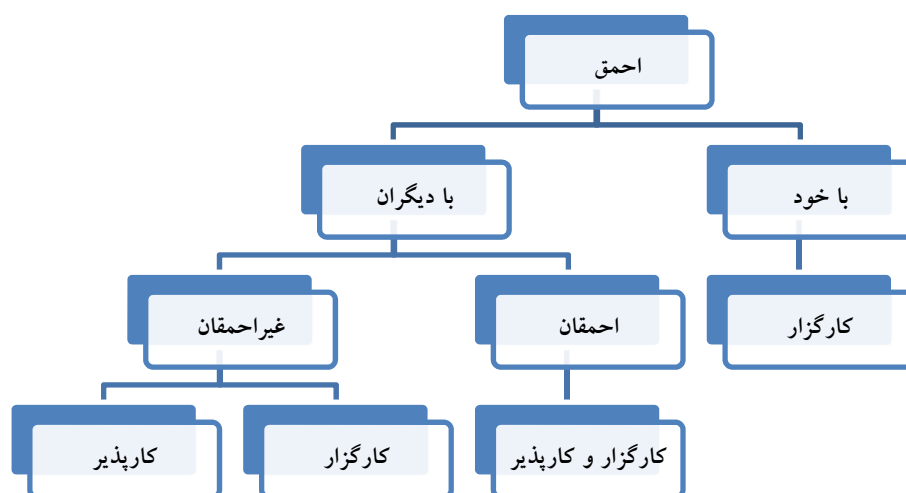 احمق
با خود
با دیگران
کارگزار
احمقان
غیراحمقان
کارگزار و کارپذیر
کارگزار
کارپذیر